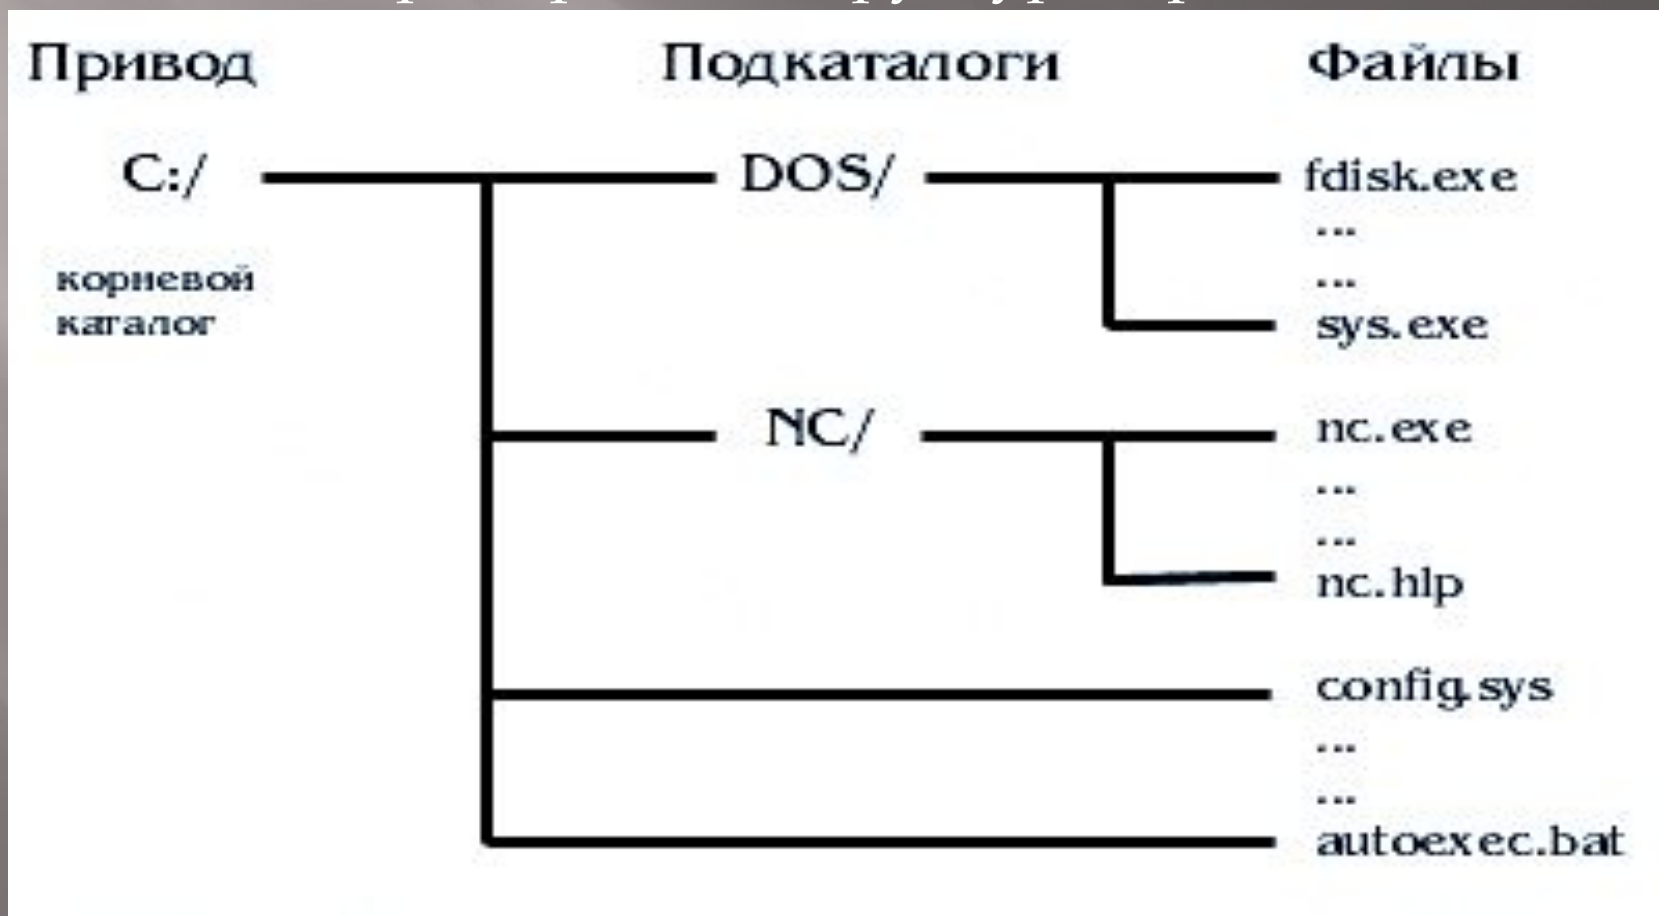 Привод Подкаталоги Файлы
C:/ DOS/ fdisk.exe
...
корневой ...
каталог sys.exe
NC/ nc.exe
...
...
nc.hlp
config.sys
...
...
autoexec.bat